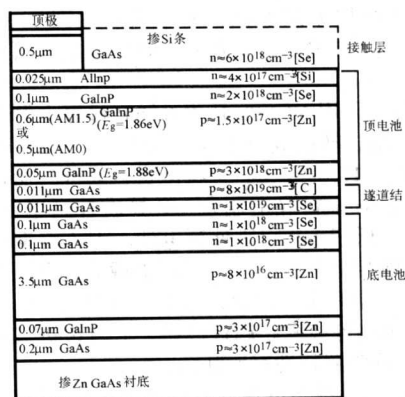 顶极
掺Si条
0.5μm GaAs n≈6×10¹⁸cm⁻³[Se]
接触层
0.025μm AlInp n≈4×10¹⁷cm⁻³[Si]
0.1μm GaInP n≈2×10¹⁸cm⁻³[Se]
0.6μm(AM1.5) GaInP (Eg=1.86eV) p≈1.5×10¹⁷cm⁻³[Zn]
或
0.5μm(AM0)
顶电池
0.05μm GaInP (Eg=1.88eV) p≈3×10¹⁸cm⁻³[Zn]
0.011μm GaAs p≈8×10¹⁹cm⁻³[C]
遂道结
0.011μm GaAs n≈1×10¹⁹cm⁻³[Se]
0.1μm GaAs n≈1×10¹⁸cm⁻³[Se]
0.1μm GaAs n≈1×10¹⁸cm⁻³[Se]
3.5μm GaAs p≈8×10¹⁶cm⁻³[Zn]
底电池
0.07μm GaInP p≈3×10¹⁷cm⁻³[Zn]
0.2μm GaAs p≈3×10¹⁷cm⁻³[Zn]
掺Zn GaAs 衬底